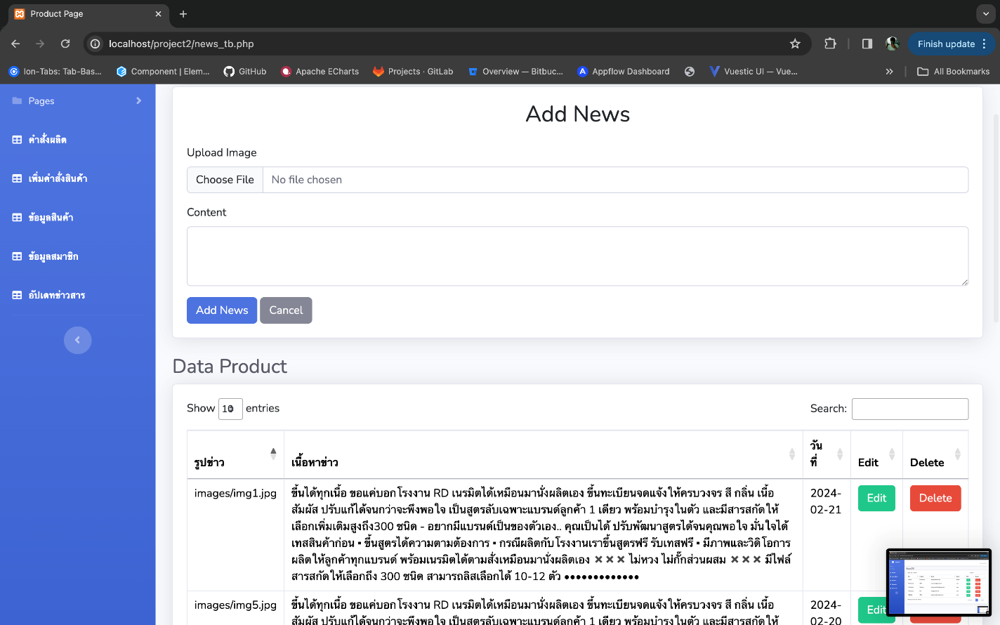 Product Page
localhost/project2/news_tb.php
Finish update
Ion-Tabs: Tab-Bas...
Component | Elem...
GitHub
Apache ECharts
Projects · GitLab
Overview — Bitbuc...
Appflow Dashboard
Vuestic UI — Vue...
All Bookmarks
Pages
คำสั่งผลิต
เพิ่มคำสั่งสินค้า
ข้อมูลสินค้า
ข้อมูลสมาชิก
อัปเดทข่าวสาร
Add News
Upload Image
Choose File No file chosen
Content
Add News Cancel
Data Product
Show 10 entries
Search:
รูปข่าว เนื้อหาข่าว วันที่ Edit Delete
images/img1.jpg
ขึ้นได้ทุกเนื้อ ขอแค่บอกโรงงาน RD เนรมิตได้เหมือนมานั่งผลิตเอง ขึ้นทะเบียนจดแจ้งให้ครบวงจร สี กลิ่น เนื้อ
สัมผัส ปรับแก้ได้จนกว่าจะพึงพอใจ เป็นสูตรลับเฉพาะแบรนด์ลูกค้า 1 เดียว พร้อมบำรุงในตัว และมีสารสกัดให้
เลือกเพิ่มเติมสูงถึง300 ชนิด - อยากมีแบรนด์เป็นของตัวเอง.. คุณเป็นได้ ปรับพัฒนาสูตรได้จนคุณพอใจ มั่นใจได้
เทสสินค้าก่อน ▪ ขึ้นสูตรได้ความตามต้องการ ▪ กรณีผลิตกับโรงงานเราขึ้นสูตรฟรี รับเทสฟรี ▪ มีภาพและวิดิโอการ
ผลิตให้ลูกค้าทุกแบรนด์ พร้อมเนรมิตได้ตามสั่งเหมือนมานั่งผลิตเอง ✖✖✖ ไม่หวง ไม่กั๊กส่วนผสม ✖✖✖ มีไฟล์
สารสกัดให้เลือกถึง 300 ชนิด สามารถลิสเลือกได้ 10-12 ตัว ●●●●●●●●●●●●●
2024-
02-21
Edit
Delete
images/img5.jpg
ขึ้นได้ทุกเนื้อ ขอแค่บอกโรงงาน RD เนรมิตได้เหมือนมานั่งผลิตเอง ขึ้นทะเบียนจดแจ้งให้ครบวงจร สี กลิ่น เนื้อ
สัมผัส ปรับแก้ได้จนกว่าจะพึงพอใจ เป็นสูตรลับเฉพาะแบรนด์ลูกค้า 1 เดียว พร้อมบำรุงในตัว และมีสารสกัดให้
2024-
02-20
Edit